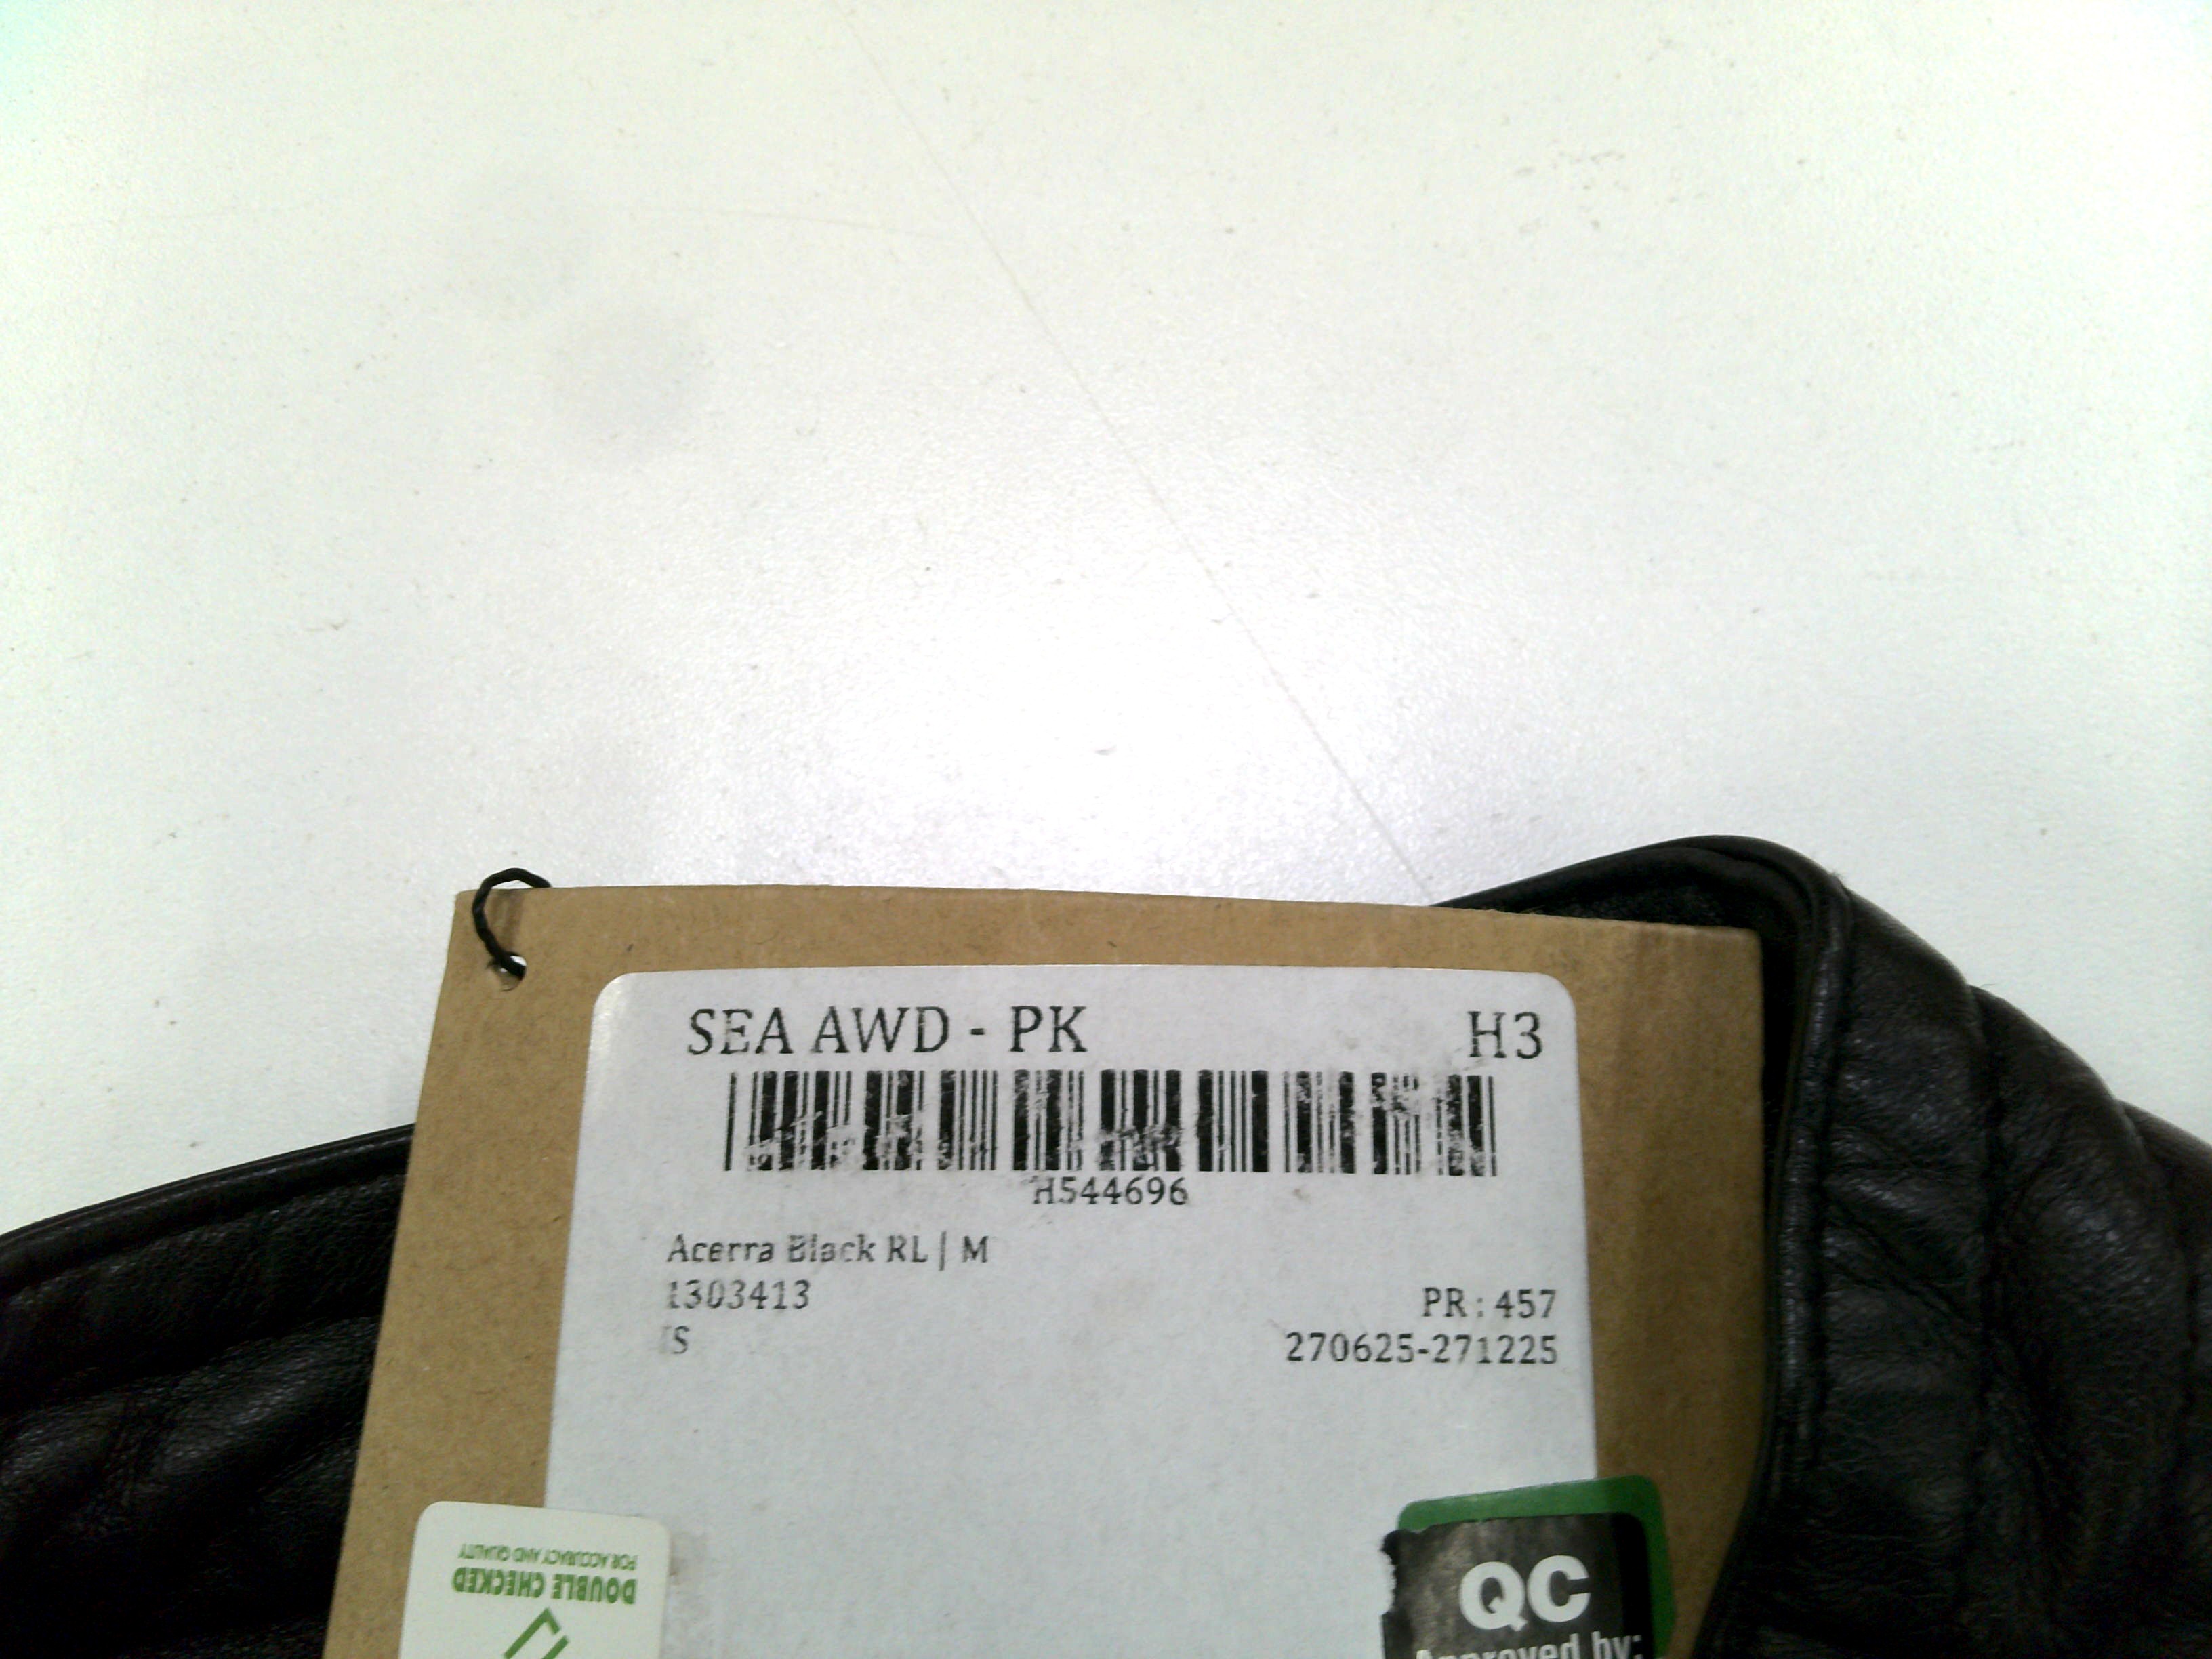 SEA AWD - PK H3
H544696
Acerra Black RL | M
1303413
PR : 457
270625-271225
DOUBLE CHECKED
FOR ACCURACY AND QUALITY
QC
Approved by: